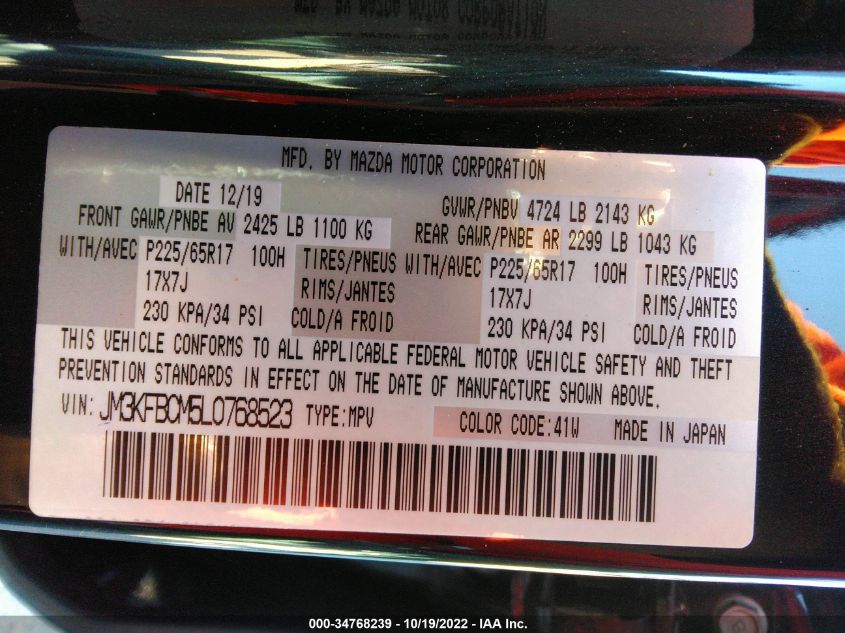 MFD. BY MAZDA MOTOR CORPORATION
DATE 12/19
GVWR/PNBV 4724 LB 2143 KG
FRONT GAWR/PNBE AV 2425 LB 1100 KG
REAR GAWR/PNBE AR 2299 LB 1043 KG
WITH/AVEC P225/65R17 100H TIRES/PNEUS WITH/AVEC P225/65R17 100H TIRES/PNEUS
17X7J RIMS/JANTES 17X7J RIMS/JANTES
230 KPA/34 PSI COLD/A FROID 230 KPA/34 PSI COLD/A FROID
THIS VEHICLE CONFORMS TO ALL APPLICABLE FEDERAL MOTOR VEHICLE SAFETY AND THEFT
PREVENTION STANDARDS IN EFFECT ON THE DATE OF MANUFACTURE SHOWN ABOVE.
VIN: JM3KFBCM5L0768523 TYPE:MPV COLOR CODE:41W MADE IN JAPAN
000-34768239 - 10/19/2022 - IAA Inc.